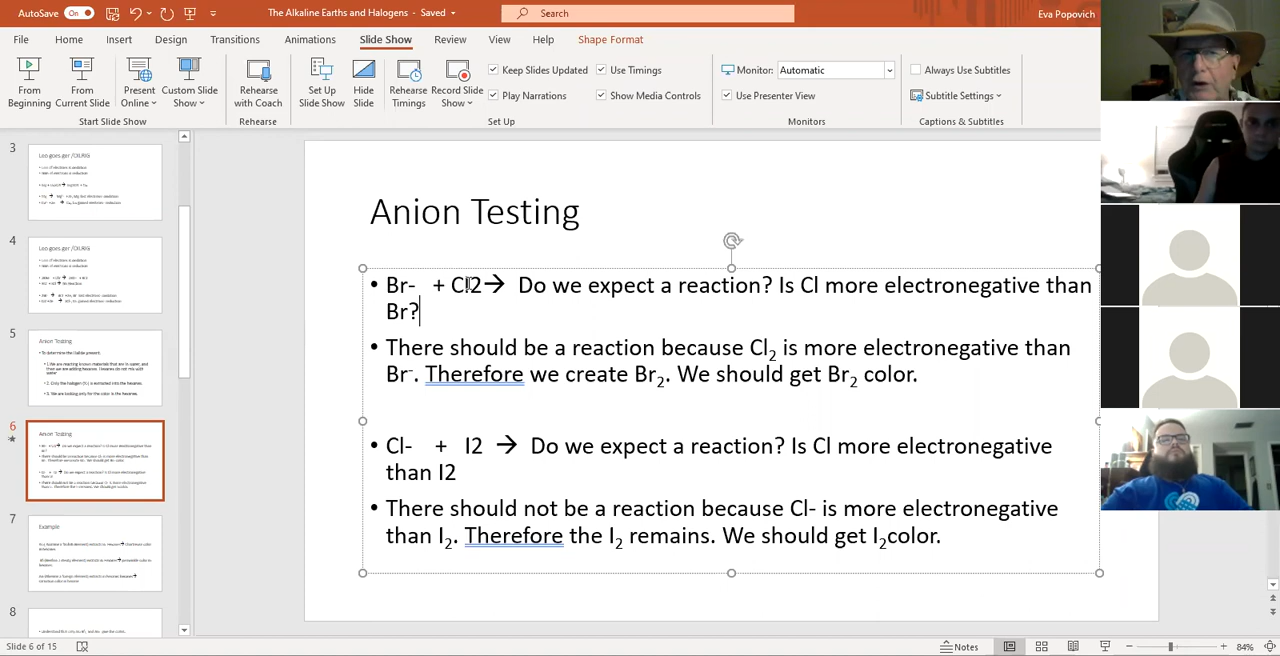 AutoSave On
The Alkaline Earths and Halogens - Saved
Search
Eva Popovich
File Home Insert Design Transitions Animations Slide Show Review View Help Shape Format
From Beginning
From Current Slide
Present Online
Custom Slide Show
Rehearse with Coach
Set Up Slide Show
Hide Slide
Rehearse Timings
Record Slide Show
Keep Slides Updated
Use Timings
Play Narrations
Show Media Controls
Monitor: Automatic
Use Presenter View
Always Use Subtitles
Subtitle Settings
Start Slide Show
Rehearse
Set Up
Monitors
Captions & Subtitles
3
4
5
Anion Testing
6
Anion Testing
7
Example
8
Anion Testing
• Br- + Cl2→ Do we expect a reaction? Is Cl more electronegative than
Br?
• There should be a reaction because Cl₂ is more electronegative than
Br⁻. Therefore we create Br₂. We should get Br₂ color.
• Cl- + I2 → Do we expect a reaction? Is Cl more electronegative
than I2
• There should not be a reaction because Cl- is more electronegative
than I₂. Therefore the I₂ remains. We should get I₂color.
Slide 6 of 15
Notes
84%